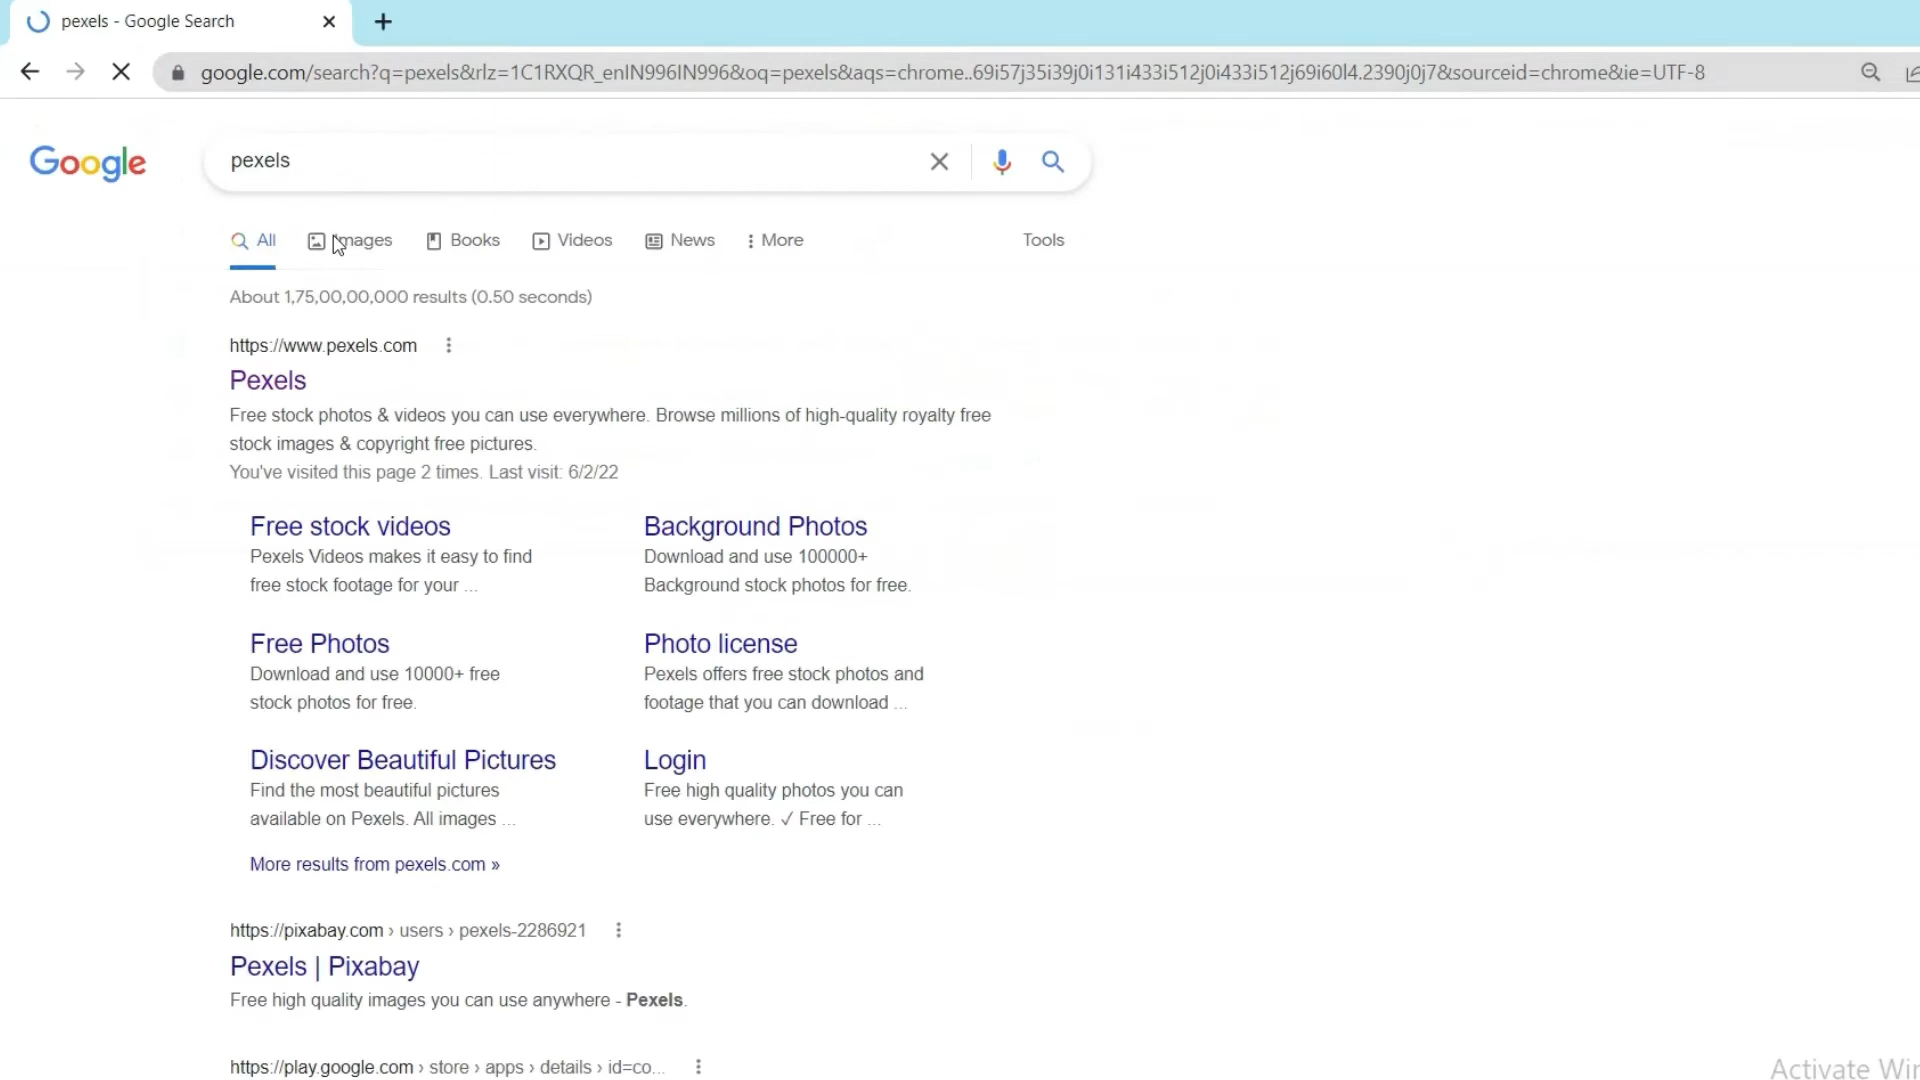 pexels - Google Search
google.com/search?q=pexels&rlz=1C1RXQR_enIN996IN996&oq=pexels&aqs=chrome..69i57j35i39j0i131i433i512j0i433i512j69i60l4.2390j0j7&sourceid=chrome&ie=UTF-8
Google
pexels
All Images Books Videos News More Tools
About 1,75,00,00,000 results (0.50 seconds)
https://www.pexels.com
Pexels
Free stock photos & videos you can use everywhere. Browse millions of high-quality royalty free
stock images & copyright free pictures.
You've visited this page 2 times. Last visit: 6/2/22
Free stock videos
Pexels Videos makes it easy to find
free stock footage for your ...
Background Photos
Download and use 100000+
Background stock photos for free.
Free Photos
Download and use 10000+ free
stock photos for free.
Photo license
Pexels offers free stock photos and
footage that you can download ...
Discover Beautiful Pictures
Find the most beautiful pictures
available on Pexels. All images ...
Login
Free high quality photos you can
use everywhere. ✓ Free for ...
More results from pexels.com »
https://pixabay.com › users › pexels-2286921
Pexels | Pixabay
Free high quality images you can use anywhere - Pexels.
https://play.google.com › store › apps › details › id=co...
Activate Win